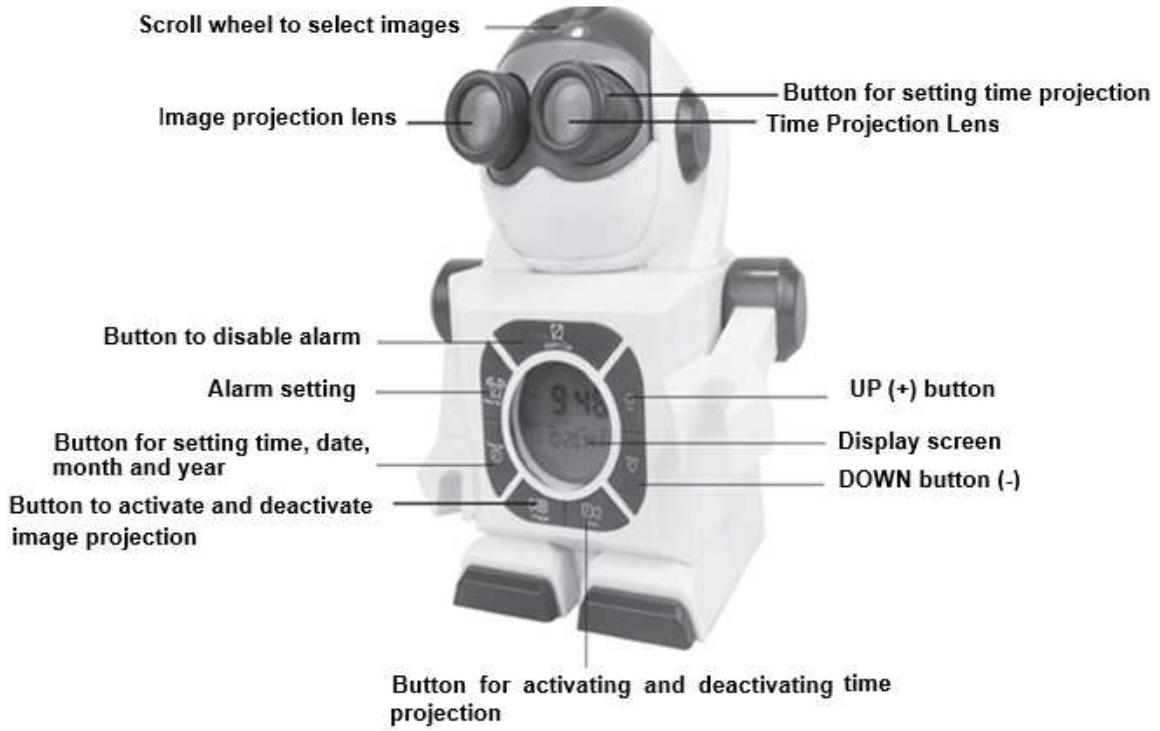 Scroll wheel to select images
Button for setting time projection
Image projection lens
Time Projection Lens
Button to disable alarm
Alarm setting
UP (+) button
Button for setting time, date,
month and year
Display screen
DOWN button (-)
Button to activate and deactivate
image projection
Button for activating and deactivating time
projection
9:48